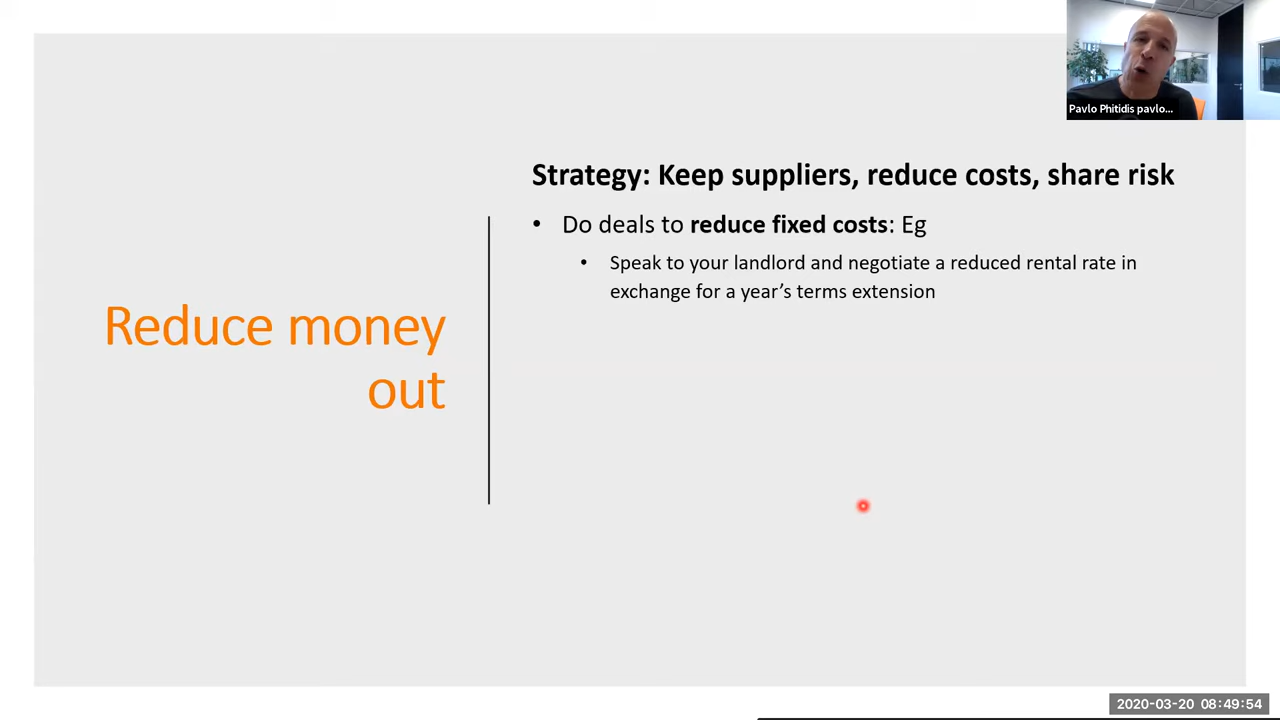 Pavlo Phitidis pavlo...
Strategy: Keep suppliers, reduce costs, share risk
• Do deals to reduce fixed costs: Eg
• Speak to your landlord and negotiate a reduced rental rate in
exchange for a year’s terms extension
Reduce money
out
2020-03-20 08:49:54